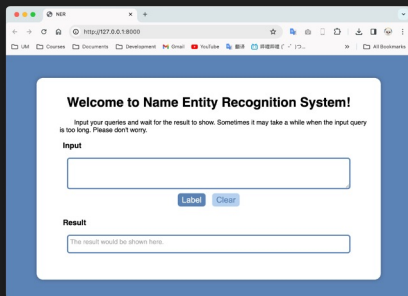 NER
http://127.0.0.1:8000
UM
Courses
Documents
Development
Gmail
YouTube
翻译
All Bookmarks
Welcome to Name Entity Recognition System!
Input your queries and wait for the result to show. Sometimes it may take a while when the input query
is too long. Please don't worry.
Input
Label
Clear
Result
The result would be shown here.